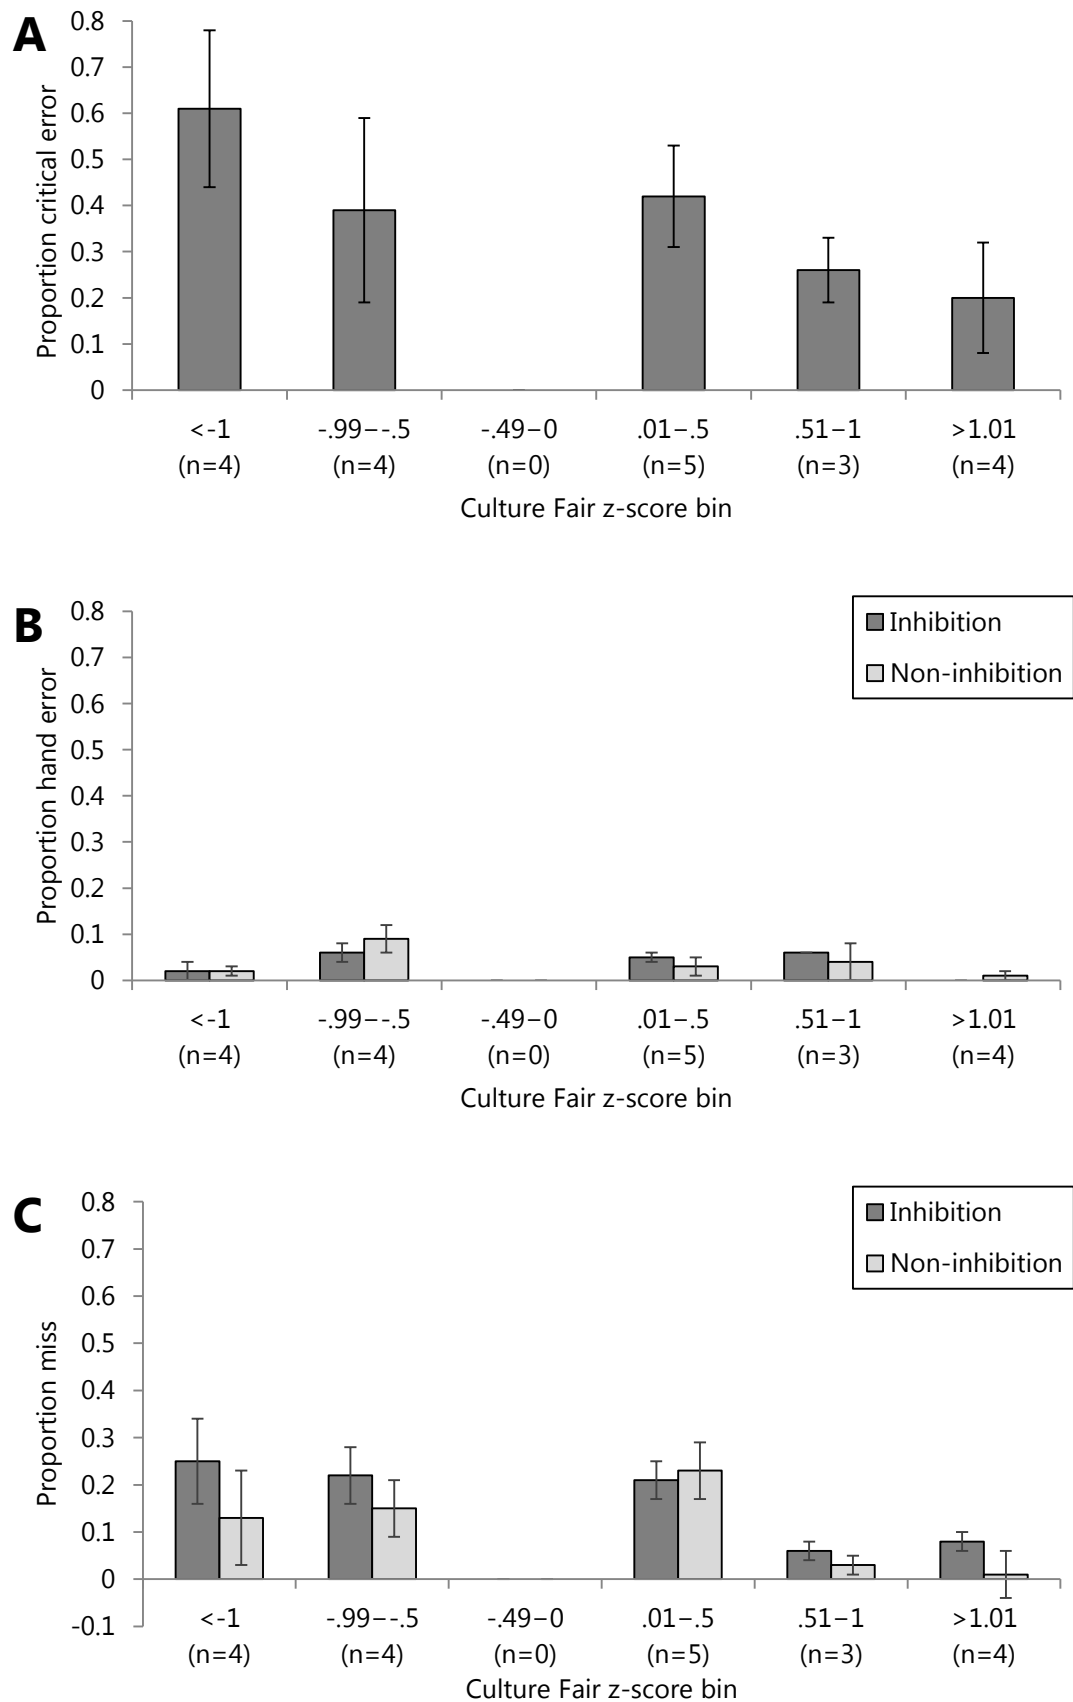 A
Proportion critical error
0.8
0.7
0.6
0.5
0.4
0.3
0.2
0.1
0
<-1 -.99–-.5 -.49–0 .01–.5 .51–1 >1.01
(n=4) (n=4) (n=0) (n=5) (n=3) (n=4)
Culture Fair z-score bin
B
Proportion hand error
0.8
0.7
0.6
0.5
0.4
0.3
0.2
0.1
0
Inhibition
Non-inhibition
<-1 -.99–-.5 -.49–0 .01–.5 .51–1 >1.01
(n=4) (n=4) (n=0) (n=5) (n=3) (n=4)
Culture Fair z-score bin
C
Proportion miss
0.8
0.7
0.6
0.5
0.4
0.3
0.2
0.1
0
-0.1
Inhibition
Non-inhibition
<-1 -.99–-.5 -.49–0 .01–.5 .51–1 >1.01
(n=4) (n=4) (n=0) (n=5) (n=3) (n=4)
Culture Fair z-score bin